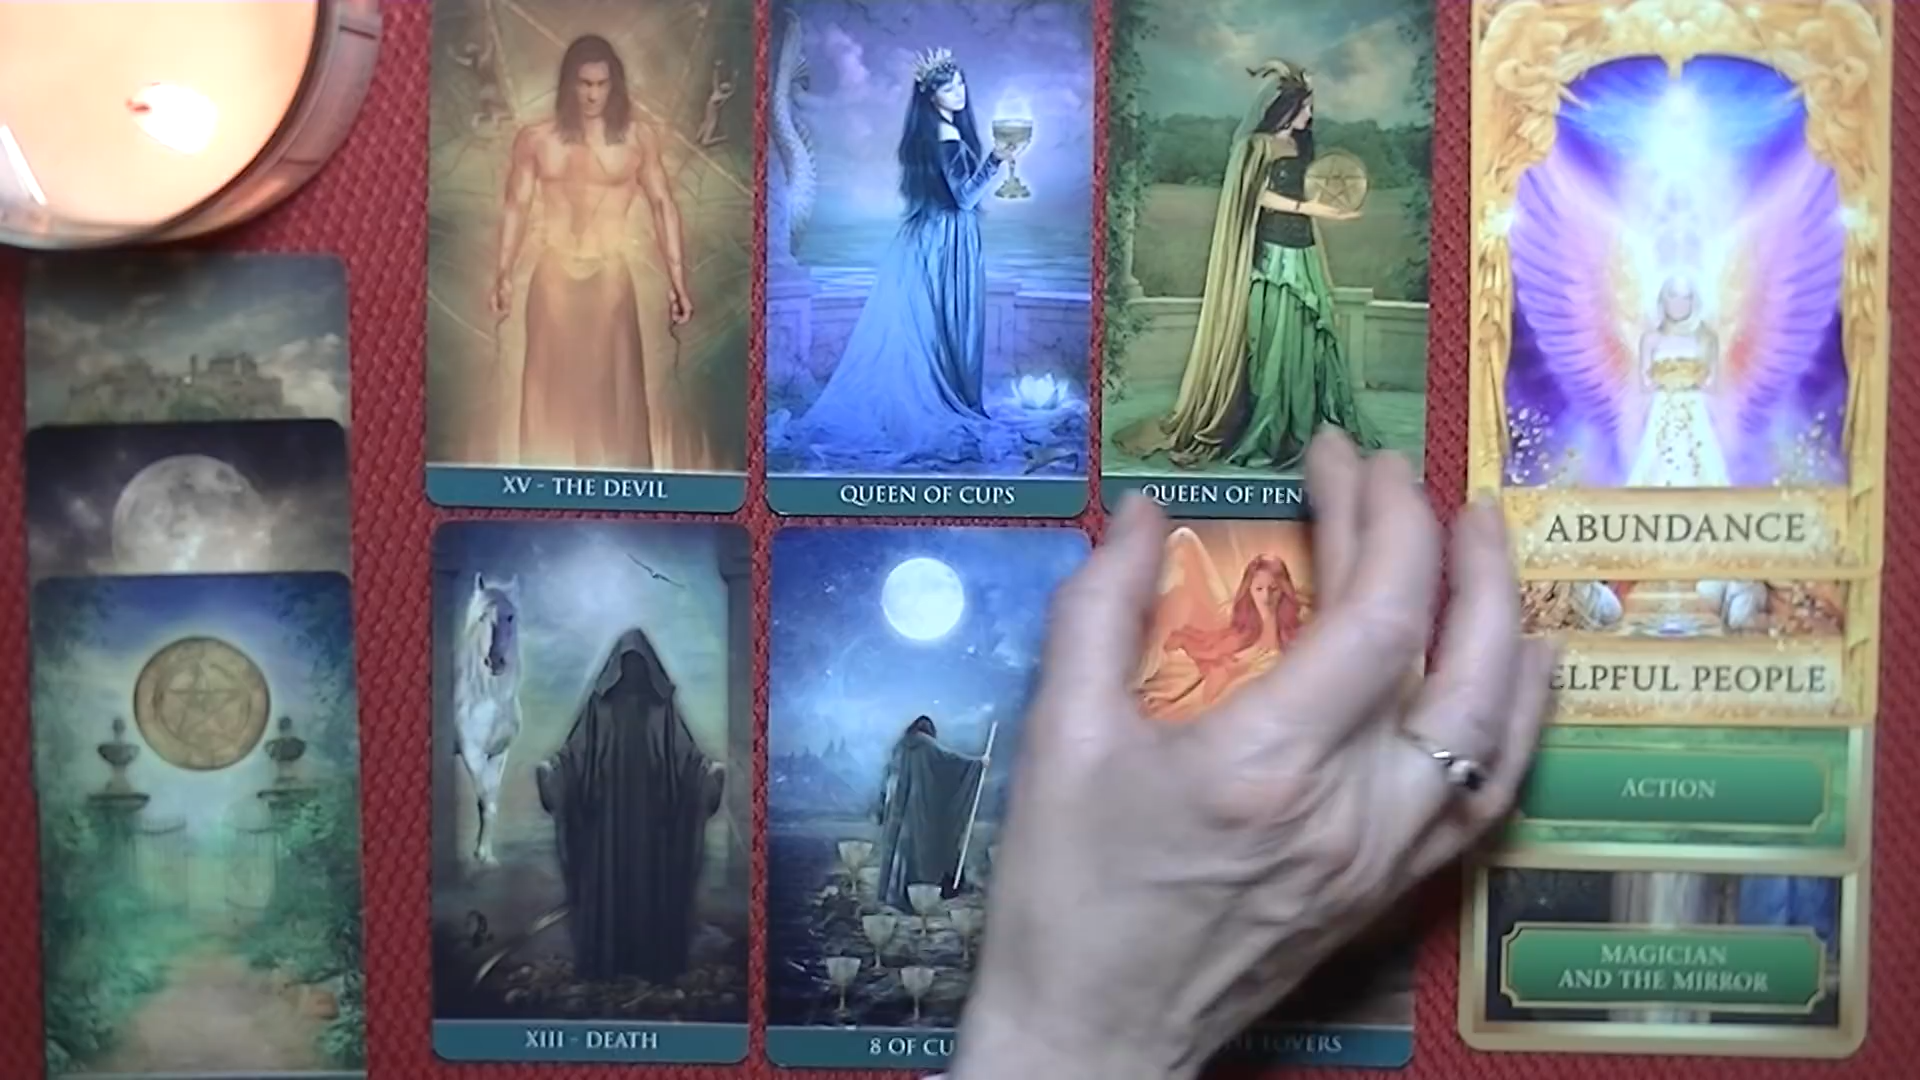 XV - THE DEVIL
QUEEN OF CUPS
QUEEN OF PEN
ABUNDANCE
ELPFUL PEOPLE
ACTION
MAGICIAN
AND THE MIRROR
XIII - DEATH
8 OF CU
LOVERS